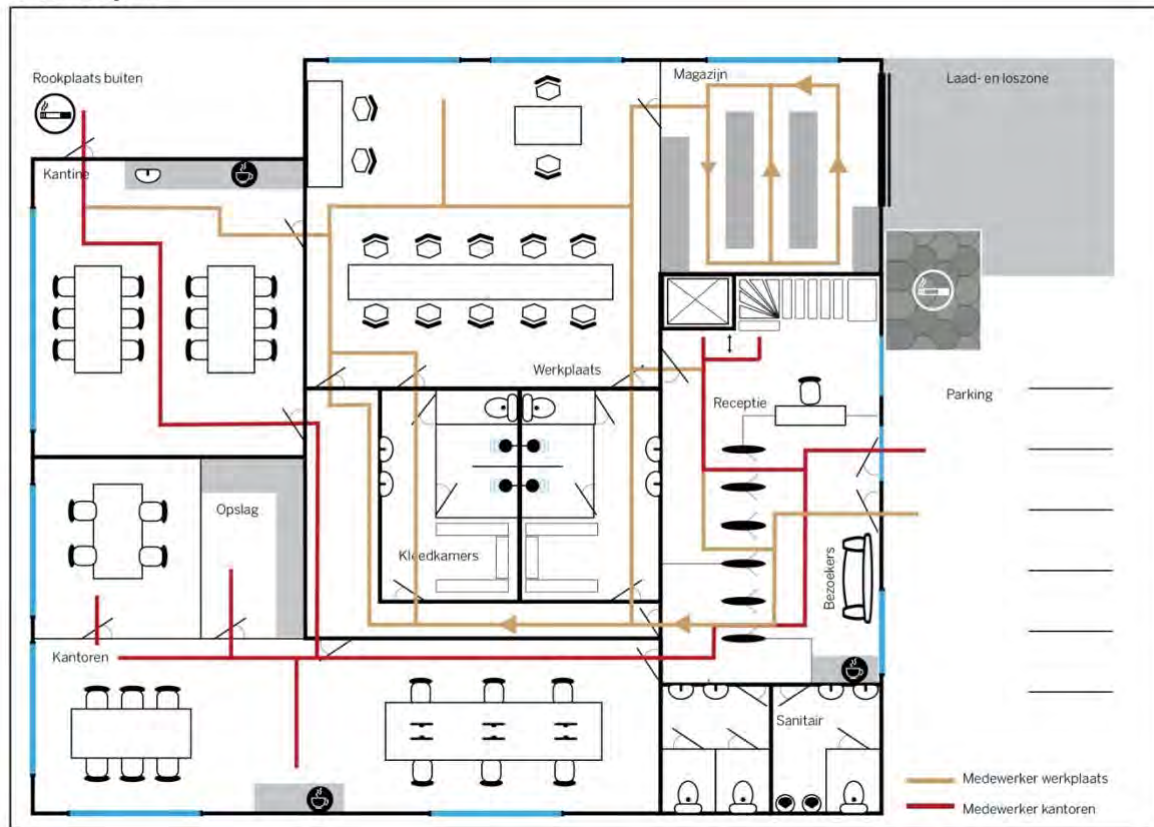 Rookplaats buiten
Magazijn
Laad- en loszone
Kantine
Werkplaats
Receptie
Parking
Opslag
Kleedkamers
Bezoekers
Kantoren
Sanitair
Medewerker werkplaats
Medewerker kantoren